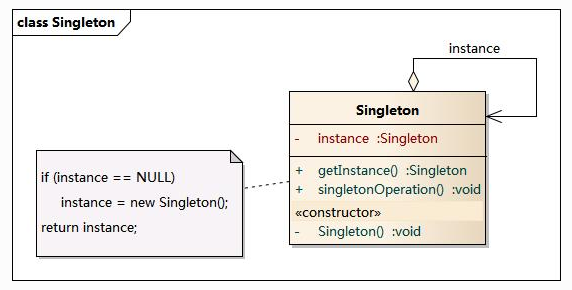 class Singleton
instance
Singleton
- instance :Singleton
+ getInstance() :Singleton
+ singletonOperation() :void
«constructor»
- Singleton() :void
if (instance == NULL)
instance = new Singleton();
return instance;